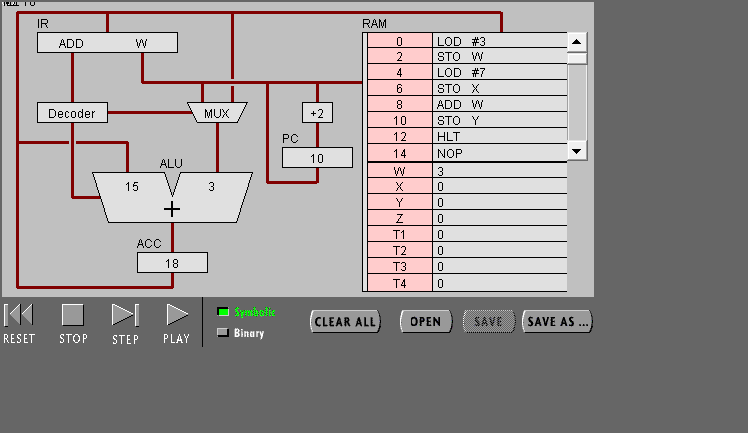 IR
RAM
ADD W
0 LOD #3
2 STO W
4 LOD #7
6 STO X
8 ADD W
10 STO Y
12 HLT
14 NOP
Decoder
MUX
+2
PC
10
ALU
15 3
+
ACC
18
W 3
X 0
Y 0
Z 0
T1 0
T2 0
T3 0
T4 0
RESET
STOP
STEP
PLAY
Symbolic
Binary
CLEAR ALL
OPEN
SAVE
SAVE AS ...